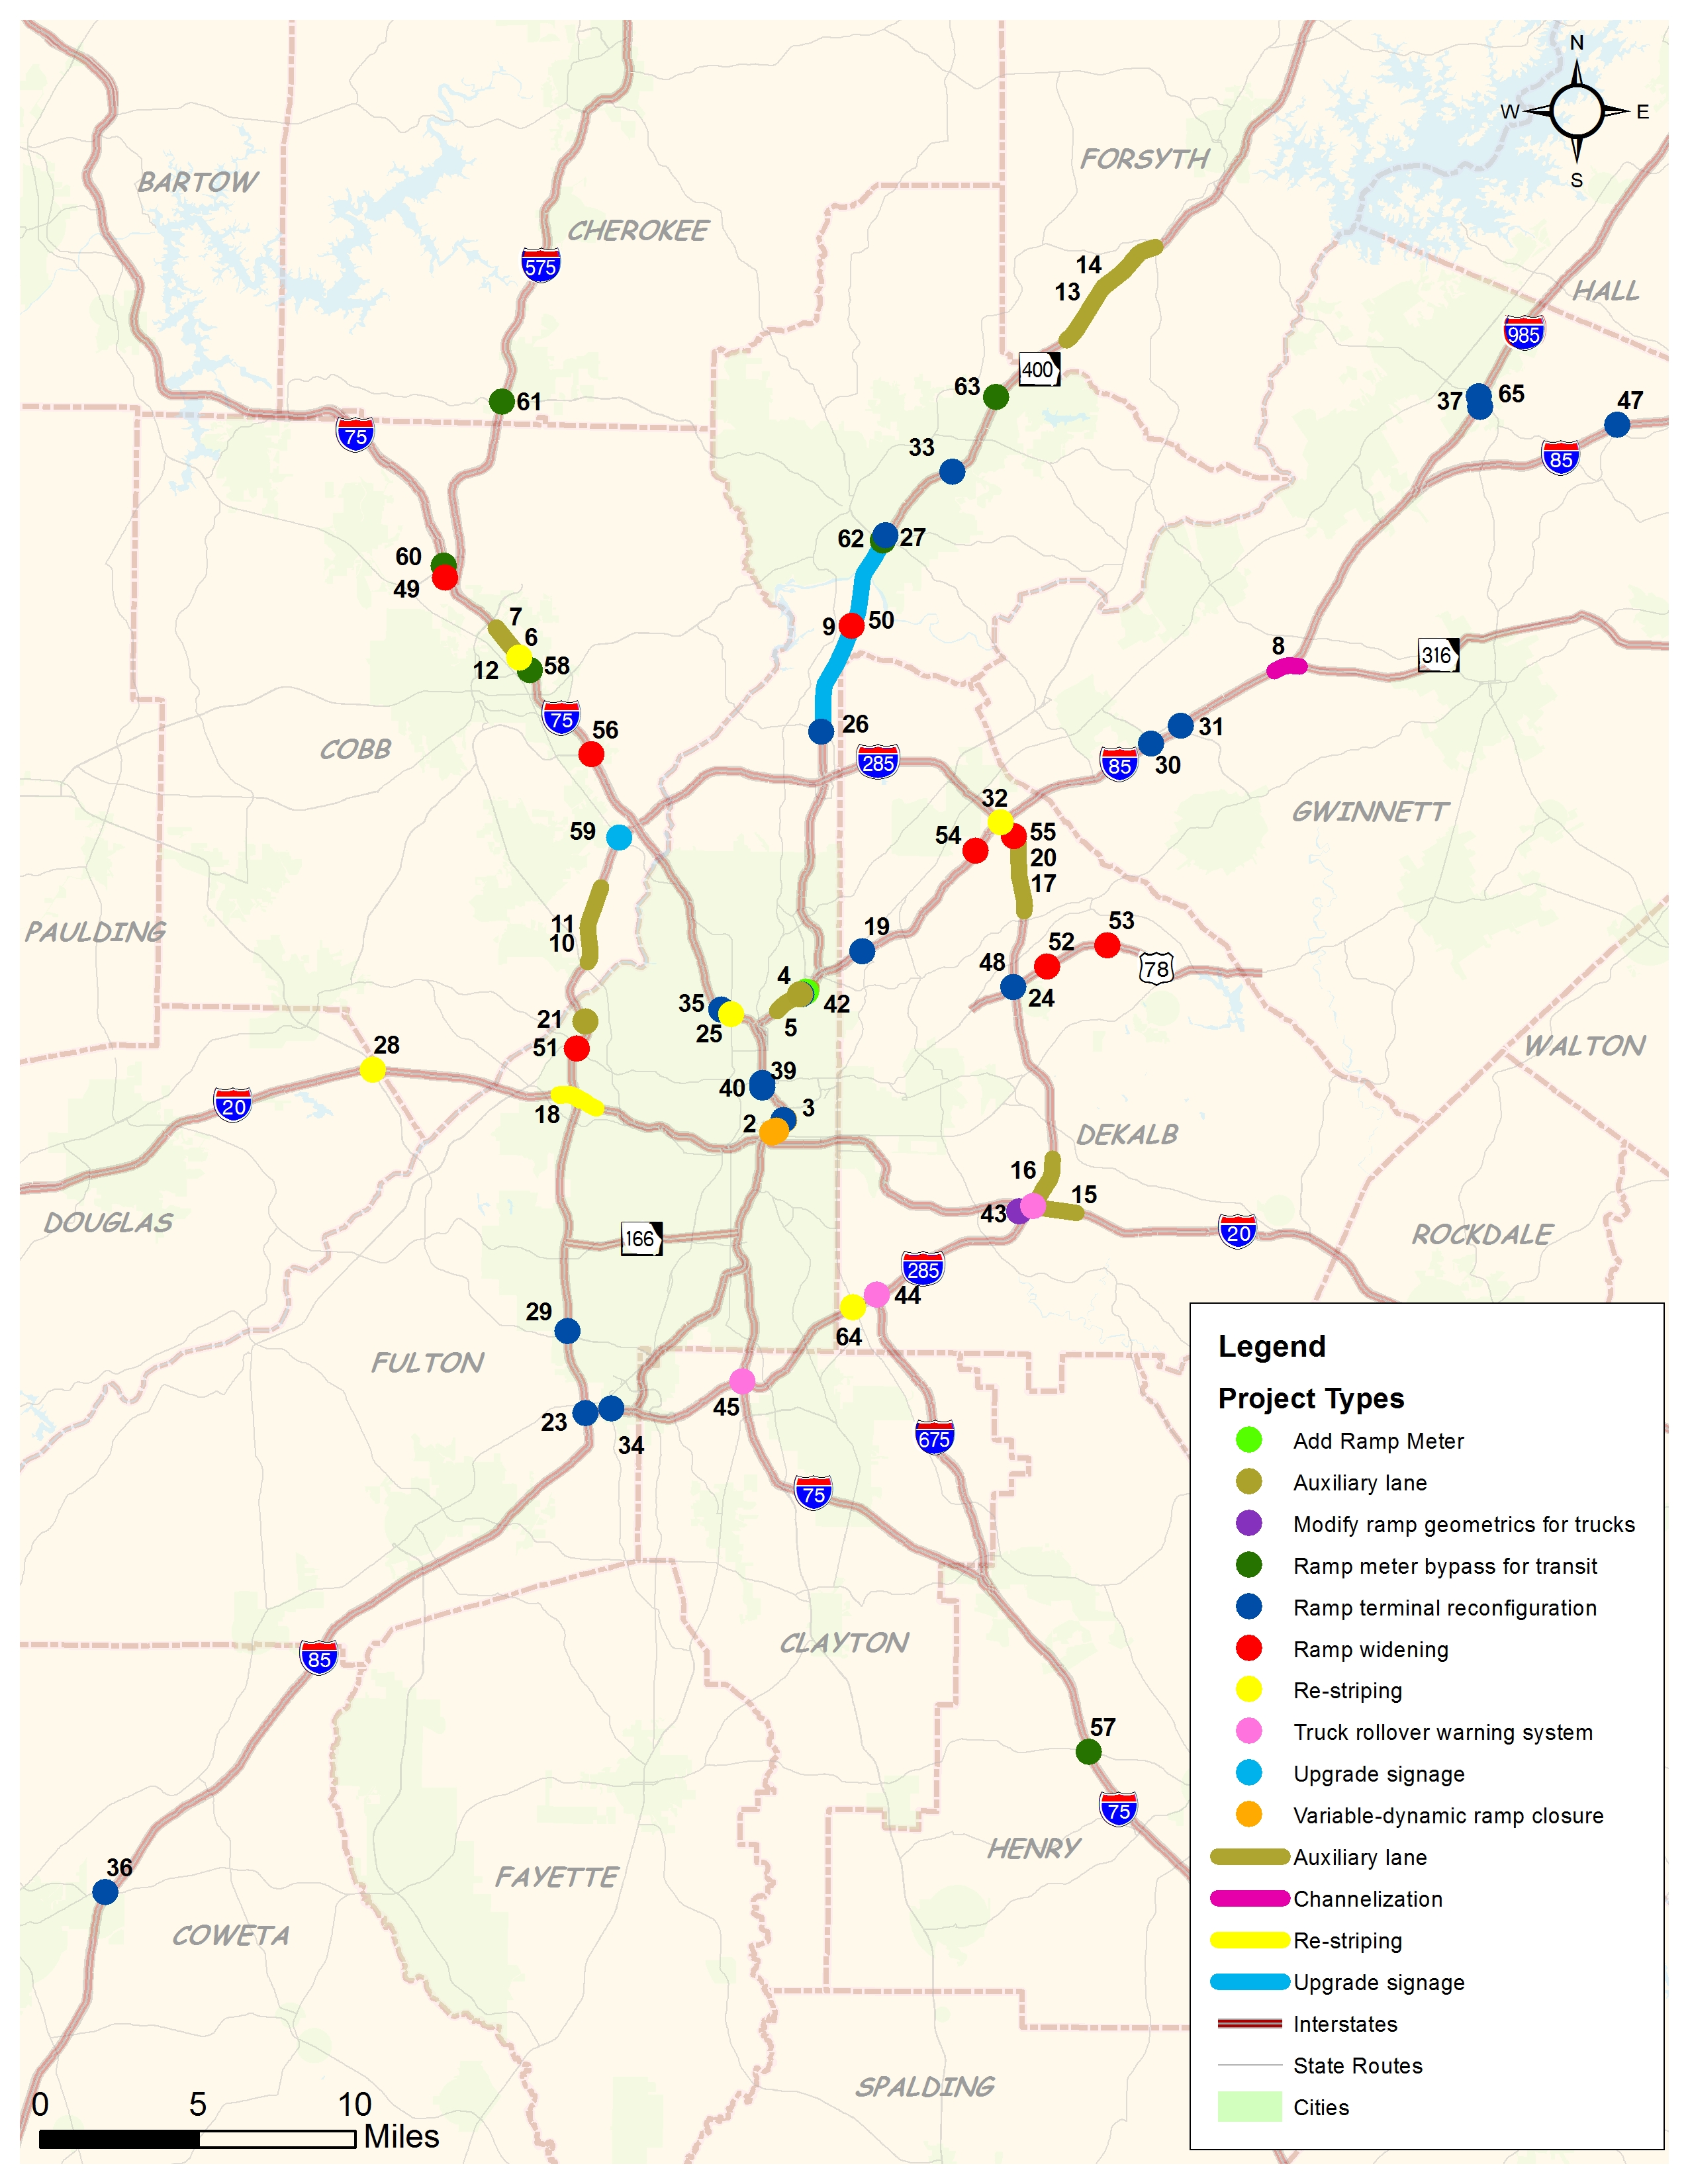 N
W E
S
FORSYTH
BARTOW
CHEROKEE
575
14
13
HALL
985
400
63
61
37
65
47
75
85
33
62
27
60
49
7
6
12
58
9
50
8
316
75
56
26
31
30
COBB
285
85
32
GWINNETT
59
54
55
20
17
11
10
PAULDING
19
53
52
78
48
24
4
42
5
35
25
21
51
28
WALTON
39
40
20
18
3
2
DEKALB
16
15
43
DOUGLAS
166
20
ROCKDALE
285
44
64
29
FULTON
23
34
45
675
75
CLAYTON
85
57
75
HENRY
36
FAYETTE
COWETA
SPALDING
0 5 10
Miles
Legend
Project Types
Add Ramp Meter
Auxiliary lane
Modify ramp geometrics for trucks
Ramp meter bypass for transit
Ramp terminal reconfiguration
Ramp widening
Re-striping
Truck rollover warning system
Upgrade signage
Variable-dynamic ramp closure
Auxiliary lane
Channelization
Re-striping
Upgrade signage
Interstates
State Routes
Cities